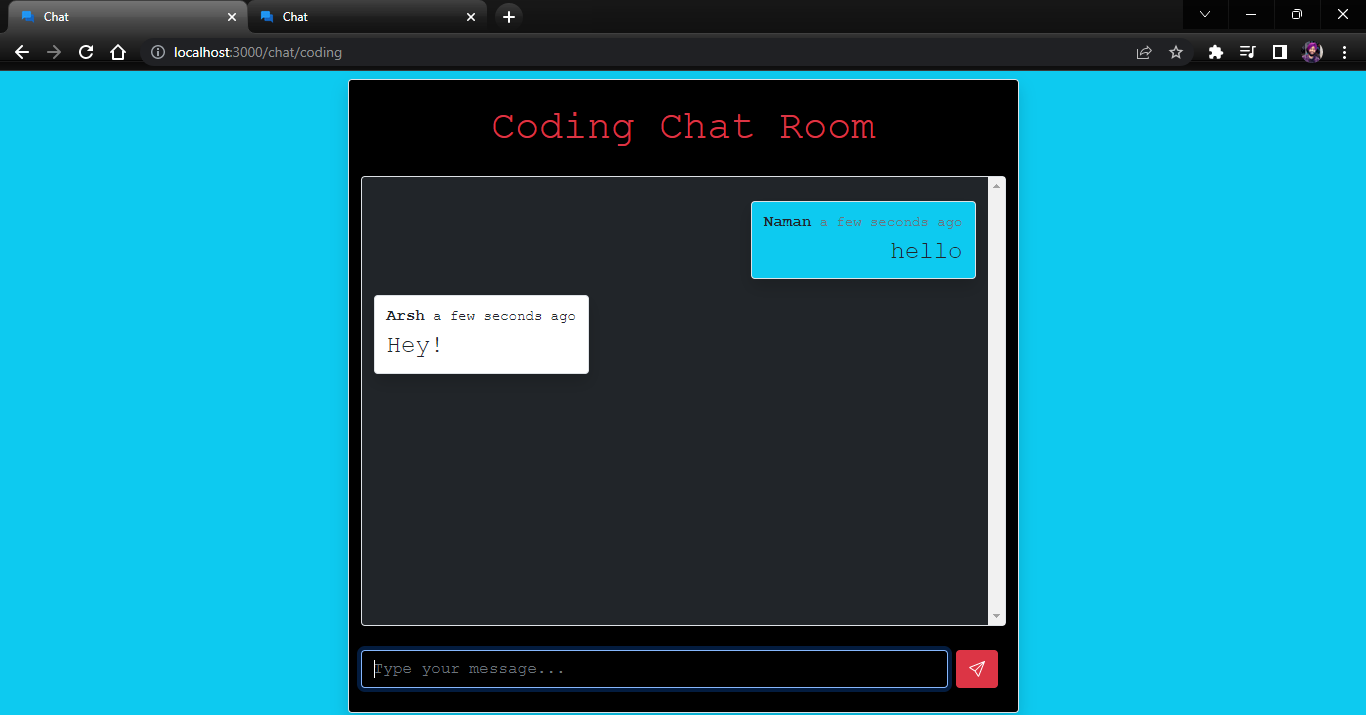 Chat
Chat
localhost:3000/chat/coding
Coding Chat Room
Naman a few seconds ago
hello
Arsh a few seconds ago
Hey!
Type your message...